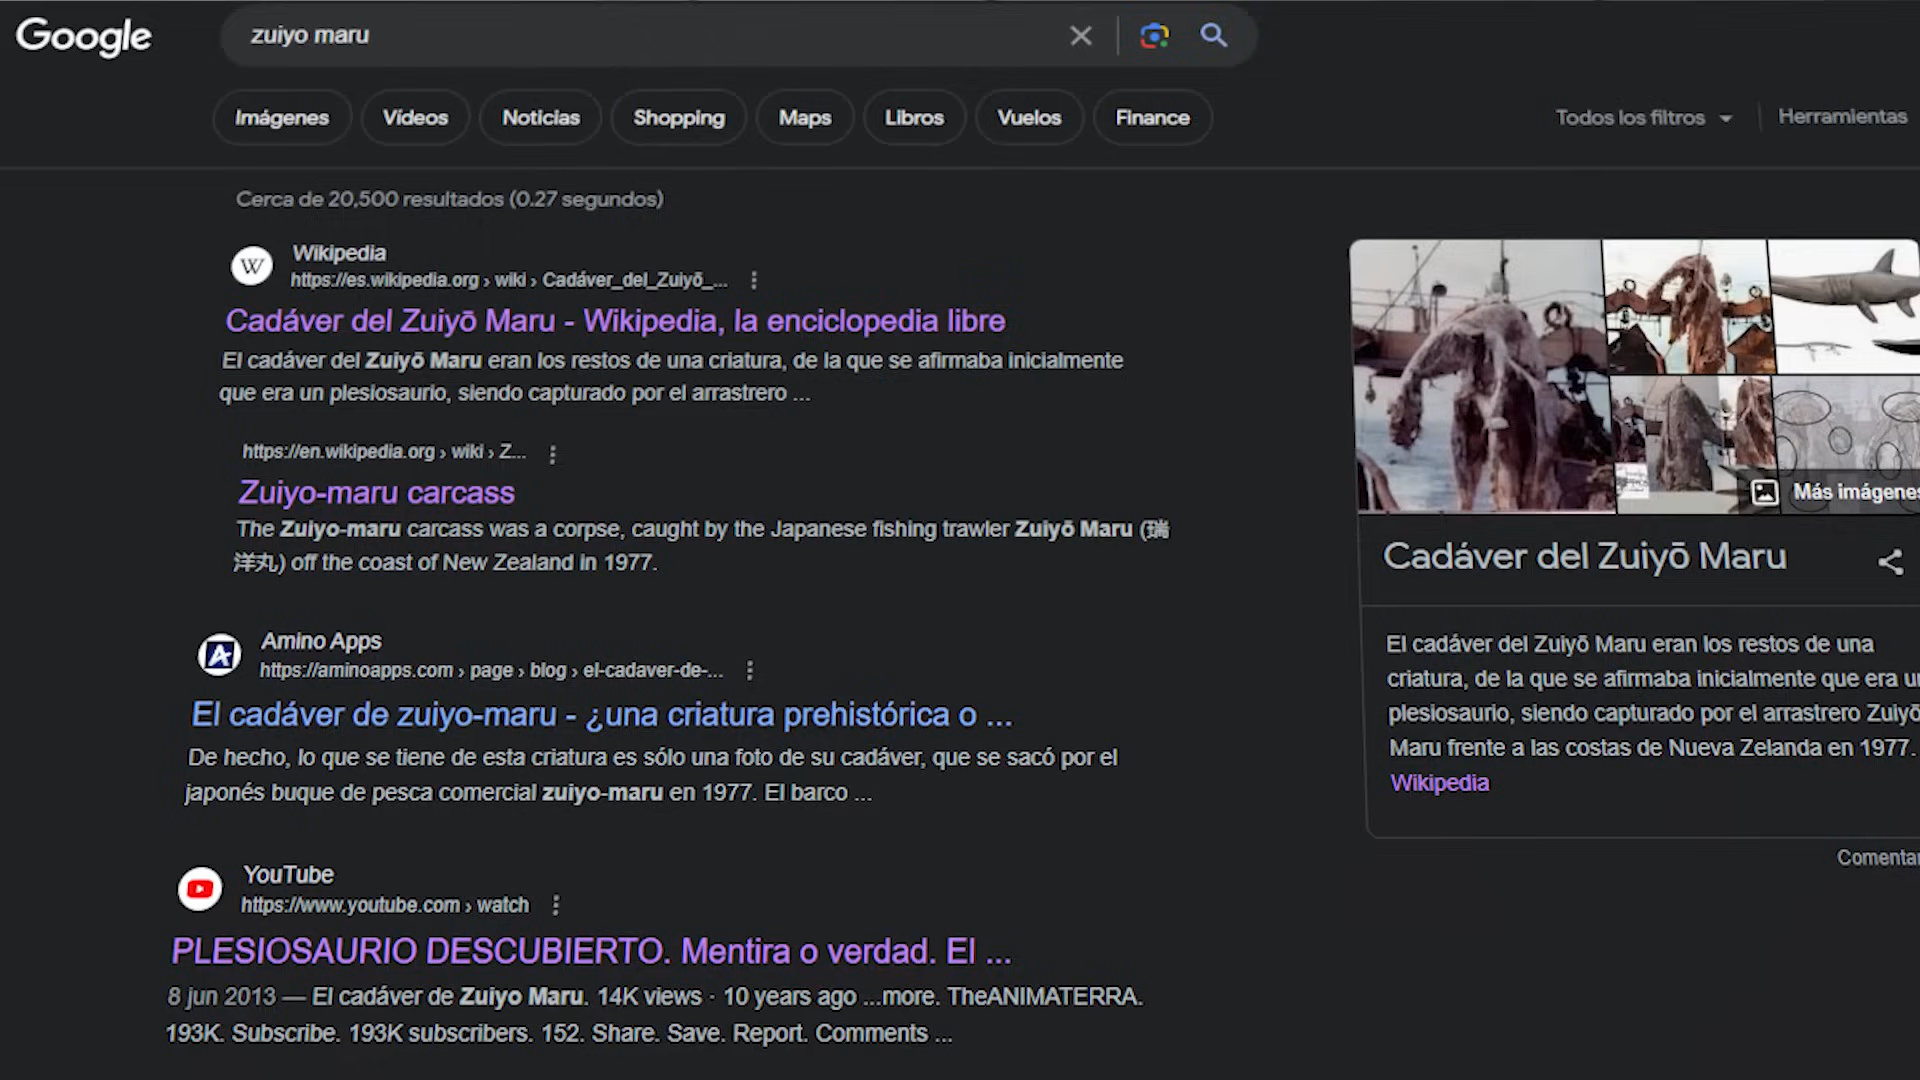 Google
zuiyo maru
Imágenes
Vídeos
Noticias
Shopping
Maps
Libros
Vuelos
Finance
Todos los filtros
Herramientas
Cerca de 20,500 resultados (0.27 segundos)
W
Wikipedia
https://es.wikipedia.org › wiki › Cadáver_del_Zuiyō_...
Cadáver del Zuiyō Maru - Wikipedia, la enciclopedia libre
El cadáver del Zuiyō Maru eran los restos de una criatura, de la que se afirmaba inicialmente
que era un plesiosaurio, siendo capturado por el arrastrero ...
https://en.wikipedia.org › wiki › Z...
Zuiyo-maru carcass
The Zuiyo-maru carcass was a corpse, caught by the Japanese fishing trawler Zuiyō Maru (瑞
洋丸) off the coast of New Zealand in 1977.
A
Amino Apps
https://aminoapps.com › page › blog › el-cadaver-de-...
El cadáver de zuiyo-maru - ¿una criatura prehistórica o ...
De hecho, lo que se tiene de esta criatura es sólo una foto de su cadáver, que se sacó por el
japonés buque de pesca comercial zuiyo-maru en 1977. El barco ...
YouTube
https://www.youtube.com › watch
PLESIOSAURIO DESCUBIERTO. Mentira o verdad. El ...
8 jun 2013 — El cadáver de Zuiyo Maru. 14K views · 10 years ago ...more. TheANIMATERRA.
193K. Subscribe. 193K subscribers. 152. Share. Save. Report. Comments ...
Más imágenes
Cadáver del Zuiyō Maru
El cadáver del Zuiyō Maru eran los restos de una
criatura, de la que se afirmaba inicialmente que era un
plesiosaurio, siendo capturado por el arrastrero Zuiyō
Maru frente a las costas de Nueva Zelanda en 1977.
Wikipedia
Comentar